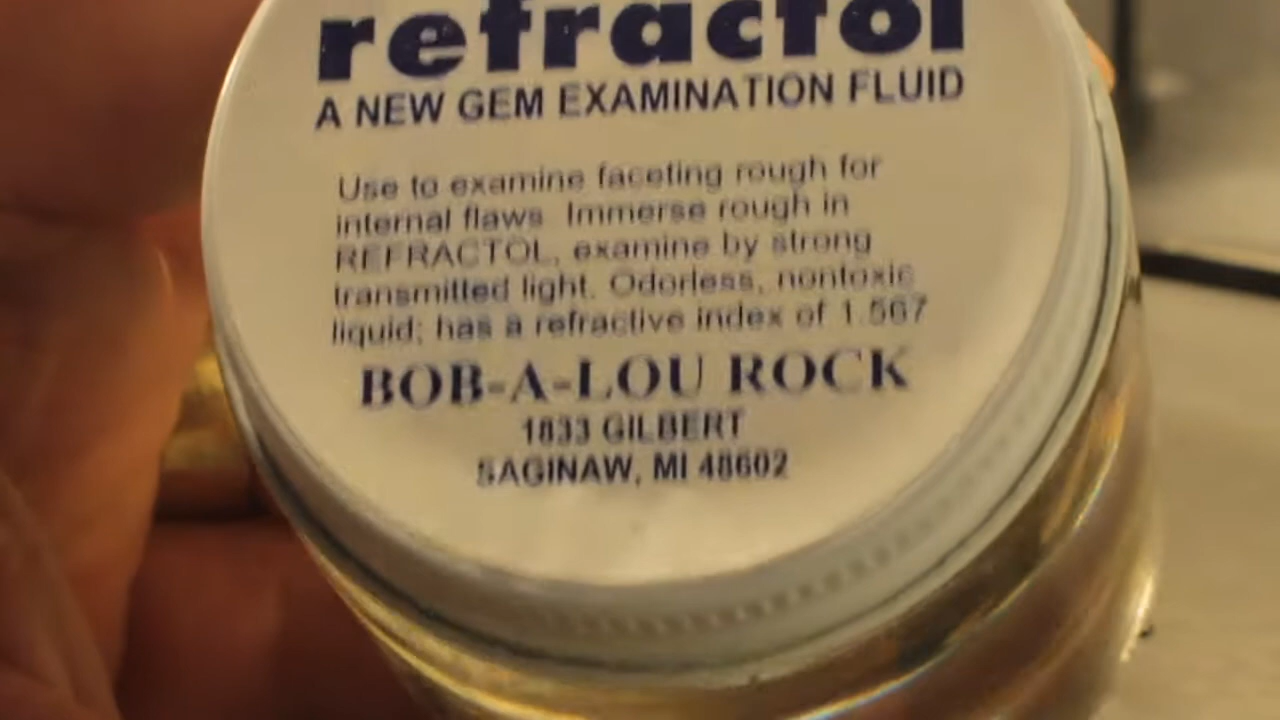 refractol
A NEW GEM EXAMINATION FLUID
Use to examine faceting rough for
internal flaws. Immerse rough in
REFRACTOL, examine by strong
transmitted light. Odorless, nontoxic
liquid; has a refractive index of 1.567
BOB-A-LOU ROCK
1833 GILBERT
SAGINAW, MI 48602